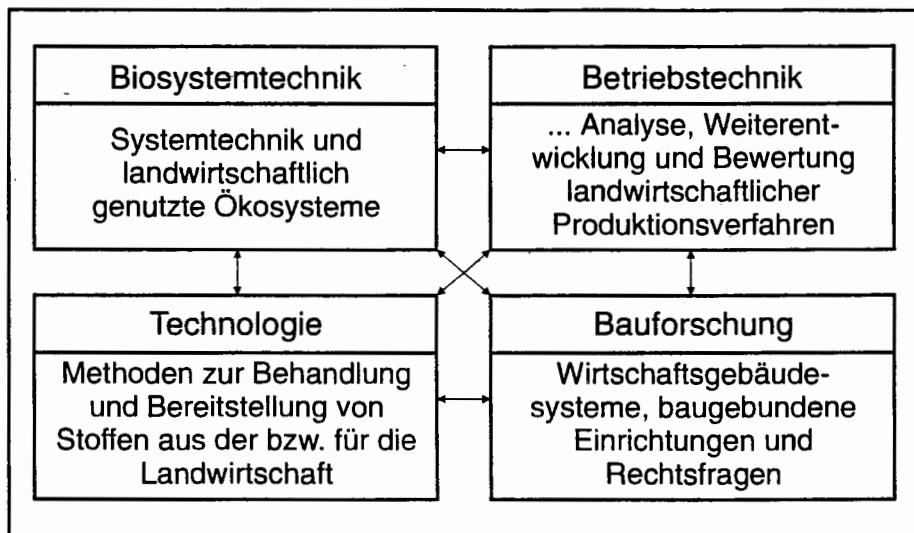 Biosystemtechnik
Systemtechnik und
landwirtschaftlich
genutzte Ökosysteme
Betriebstechnik
... Analyse, Weiterent-
wicklung und Bewertung
landwirtschaftlicher
Produktionsverfahren
Technologie
Methoden zur Behandlung
und Bereitstellung von
Stoffen aus der bzw. für die
Landwirtschaft
Bauforschung
Wirtschaftsgebäude-
systeme, baugebundene
Einrichtungen und
Rechtsfragen